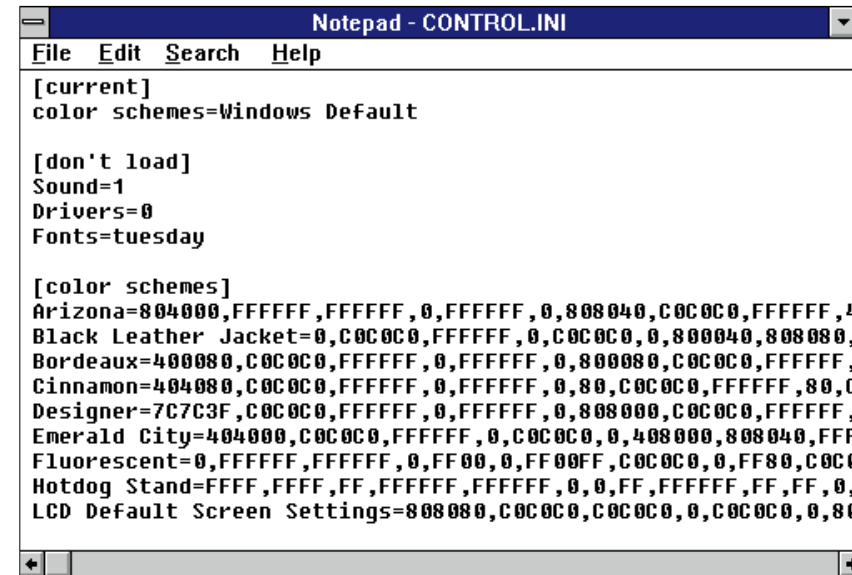 Notepad - CONTROL.INI
File Edit Search Help
[current]
color schemes=Windows Default
[don't load]
Sound=1
Drivers=0
Fonts=tuesday
[color schemes]
Arizona=804000,FFFFFF,FFFFFF,0,FFFFFF,0,808040,C0C0C0,FFFFFF,4
Black Leather Jacket=0,C0C0C0,FFFFFF,0,C0C0C0,0,800040,808080,
Bordeaux=400080,C0C0C0,FFFFFF,0,FFFFFF,0,800080,C0C0C0,FFFFFF,
Cinnamon=404080,C0C0C0,FFFFFF,0,FFFFFF,0,80,C0C0C0,FFFFFF,80,C
Designer=7C7C3F,C0C0C0,FFFFFF,0,FFFFFF,0,808000,C0C0C0,FFFFFF,
Emerald City=404000,C0C0C0,FFFFFF,0,C0C0C0,0,408000,808040,FFF
Fluorescent=0,FFFFFF,FFFFFF,0,FF00,0,FF00FF,C0C0C0,0,FF80,C0C0
Hotdog Stand=FFFF,FFFF,FF,FFFFFF,FFFFFF,0,0,FF,FFFFFF,FF,FF,0,
LCD Default Screen Settings=808080,C0C0C0,C0C0C0,0,C0C0C0,0,80